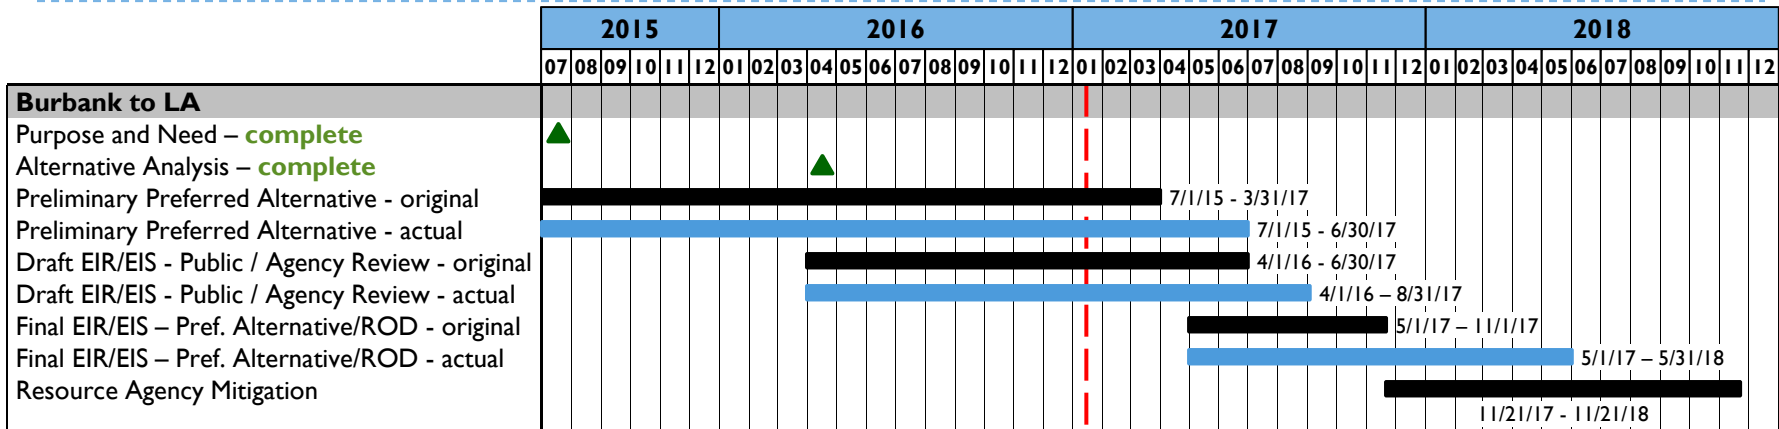 2015 2016 2017 2018
07 08 09 10 11 12 01 02 03 04 05 06 07 08 09 10 11 12 01 02 03 04 05 06 07 08 09 10 11 12 01 02 03 04 05 06 07 08 09 10 11 12
Burbank to LA
Purpose and Need – complete
Alternative Analysis – complete
Preliminary Preferred Alternative - original 7/1/15 - 3/31/17
Preliminary Preferred Alternative - actual 7/1/15 - 6/30/17
Draft EIR/EIS - Public / Agency Review - original 4/1/16 - 6/30/17
Draft EIR/EIS - Public / Agency Review - actual 4/1/16 – 8/31/17
Final EIR/EIS – Pref. Alternative/ROD - original 5/1/17 – 11/1/17
Final EIR/EIS – Pref. Alternative/ROD - actual 5/1/17 – 5/31/18
Resource Agency Mitigation
11/21/17 - 11/21/18